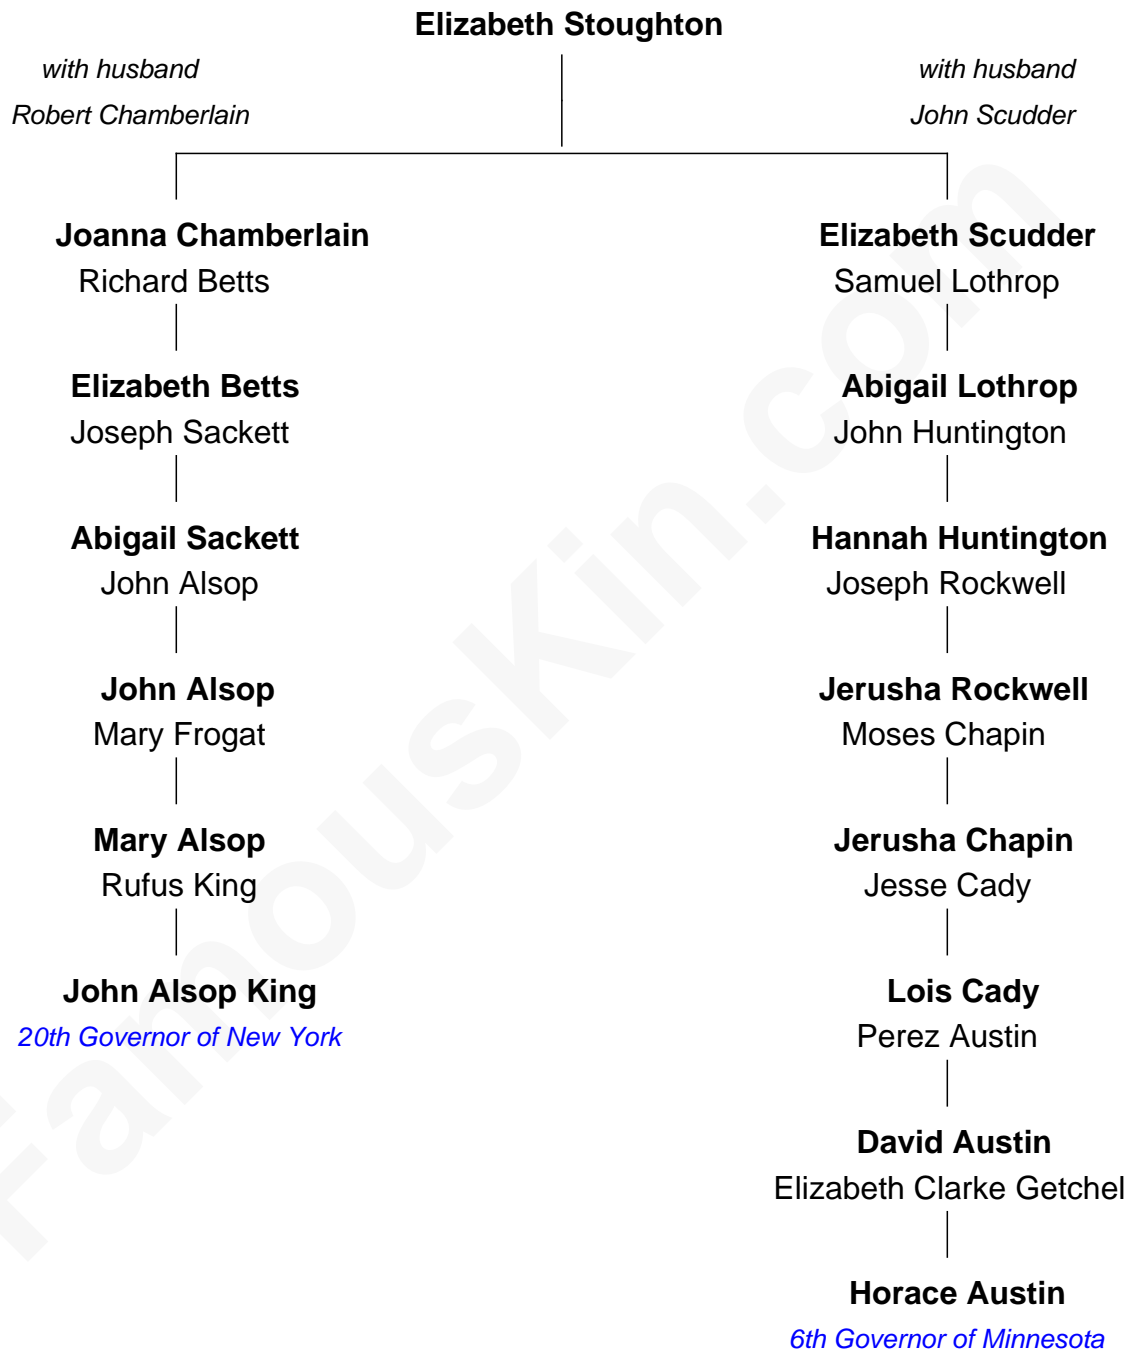 Elizabeth Stoughton
with husband
Robert Chamberlain
with husband
John Scudder
Joanna Chamberlain
Richard Betts
Elizabeth Scudder
Samuel Lothrop
Elizabeth Betts
Joseph Sackett
Abigail Lothrop
John Huntington
Abigail Sackett
John Alsop
Hannah Huntington
Joseph Rockwell
John Alsop
Mary Frogat
Jerusha Rockwell
Moses Chapin
Mary Alsop
Rufus King
Jerusha Chapin
Jesse Cady
John Alsop King
20th Governor of New York
Lois Cady
Perez Austin
David Austin
Elizabeth Clarke Getchel
Horace Austin
6th Governor of Minnesota
FamousKin.com